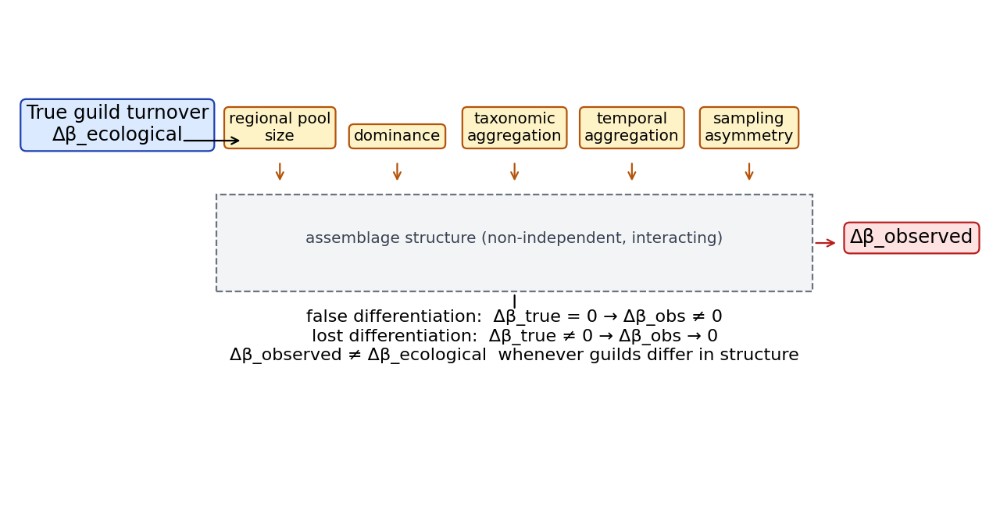 True guild turnover
Δβ_ecological
regional pool
size
dominance
taxonomic
aggregation
temporal
aggregation
sampling
asymmetry
assemblage structure (non-independent, interacting)
Δβ_observed
false differentiation:  Δβ_true = 0 → Δβ_obs ≠ 0
lost differentiation:  Δβ_true ≠ 0 → Δβ_obs → 0
Δβ_observed ≠ Δβ_ecological  whenever guilds differ in structure